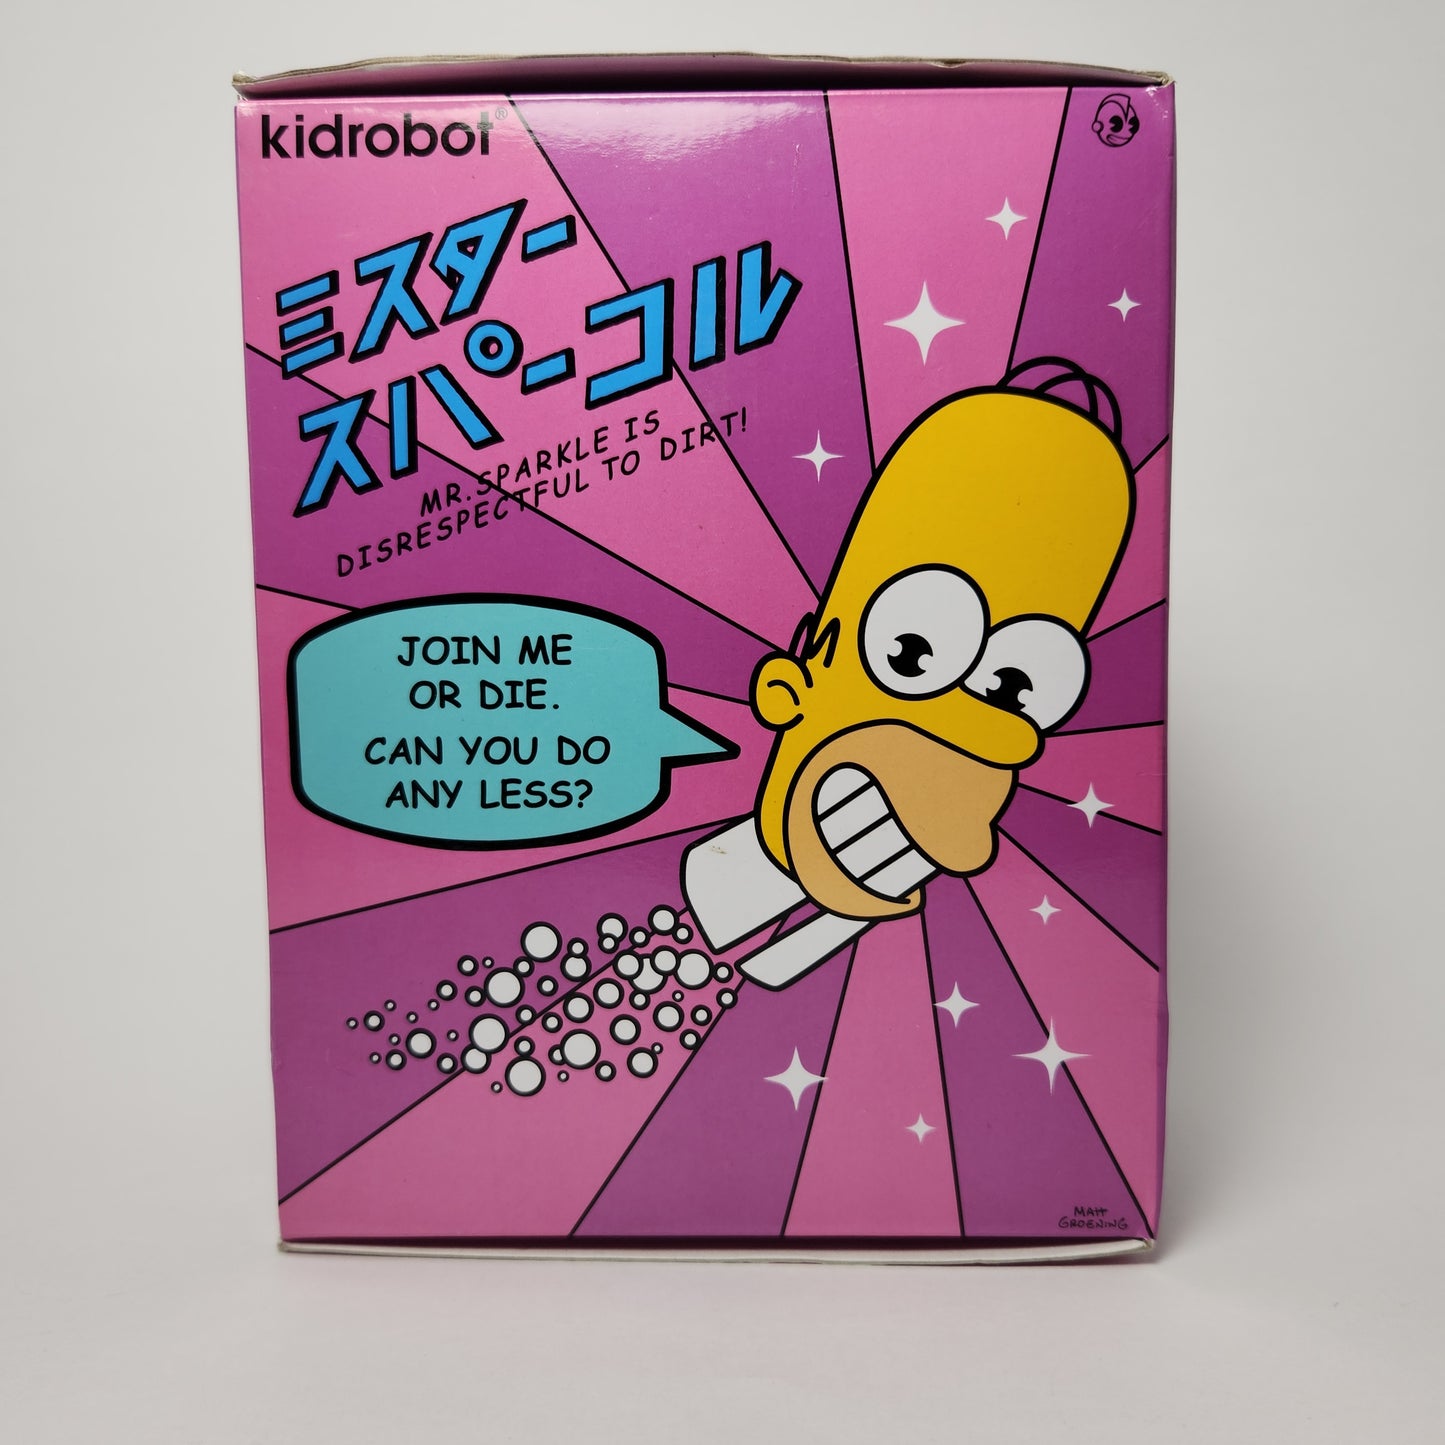 kidrobot®
ミスター
スパーコル
MR. SPARKLE IS
DISRESPECTFUL TO DIRT!
JOIN ME
OR DIE.
CAN YOU DO
ANY LESS?
MATT
GROENING